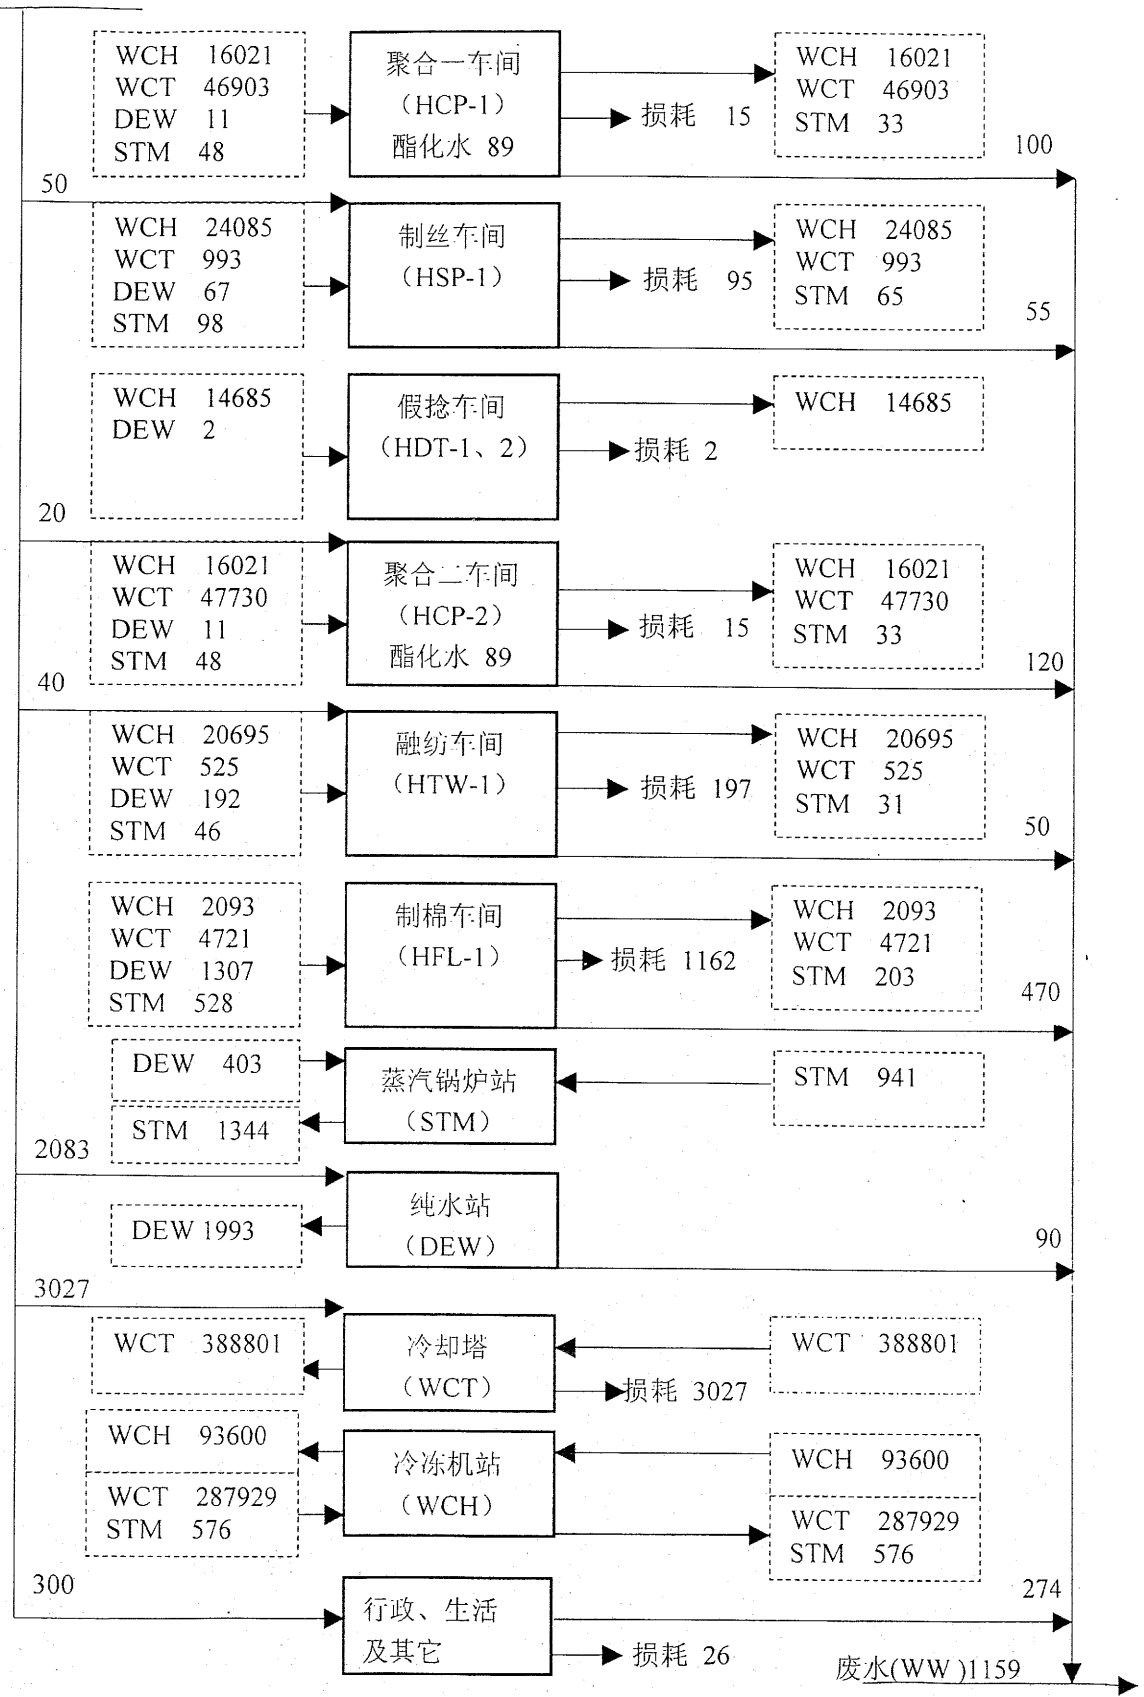 WCH 16021
WCT 46903
DEW 11
STM 48
聚合一车间
(HCP-1)
酯化水 89
损耗 15
WCH 16021
WCT 46903
STM 33
100
50
WCH 24085
WCT 993
DEW 67
STM 98
制丝车间
(HSP-1)
损耗 95
WCH 24085
WCT 993
STM 65
55
WCH 14685
DEW 2
假捻车间
(HDT-1、2)
损耗 2
WCH 14685
20
WCH 16021
WCT 47730
DEW 11
STM 48
聚合二车间
(HCP-2)
酯化水 89
损耗 15
WCH 16021
WCT 47730
STM 33
120
40
WCH 20695
WCT 525
DEW 192
STM 46
融纺车间
(HTW-1)
损耗 197
WCH 20695
WCT 525
STM 31
50
WCH 2093
WCT 4721
DEW 1307
STM 528
制棉车间
(HFL-1)
损耗 1162
WCH 2093
WCT 4721
STM 203
470
DEW 403
STM 1344
蒸汽锅炉站
(STM)
STM 941
2083
DEW 1993
纯水站
(DEW)
90
3027
WCT 388801
冷却塔
(WCT)
损耗 3027
WCT 388801
WCH 93600
WCT 287929
STM 576
冷冻机站
(WCH)
WCH 93600
WCT 287929
STM 576
300
行政、生活
及其它
损耗 26
274
废水(WW )1159